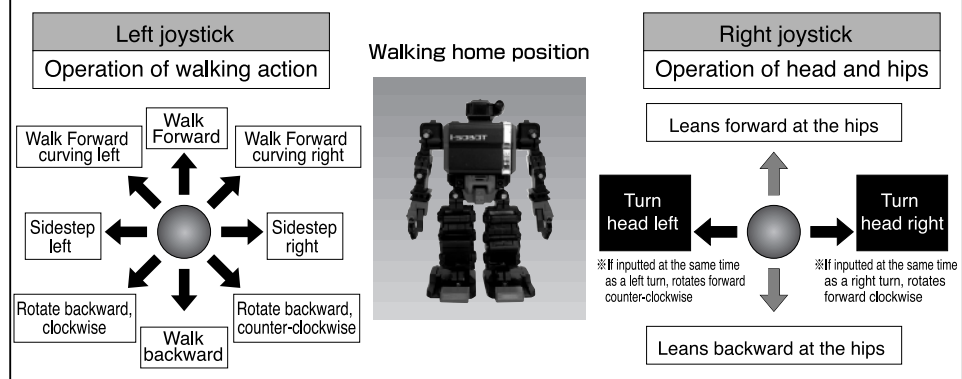 Left joystick
Operation of walking action
Walk Forward
curving left
Walk
Forward
Walk Forward
curving right
Sidestep
left
Sidestep
right
Rotate backward,
clockwise
Walk
backward
Rotate backward,
counter-clockwise
Walking home position
I-SOBOT
Right joystick
Operation of head and hips
Leans forward at the hips
Turn
head left
Turn
head right
※If inputted at the same time
as a left turn, rotates forward
counter-clockwise
※If inputted at the same time
as a right turn, rotates
forward clockwise
Leans backward at the hips